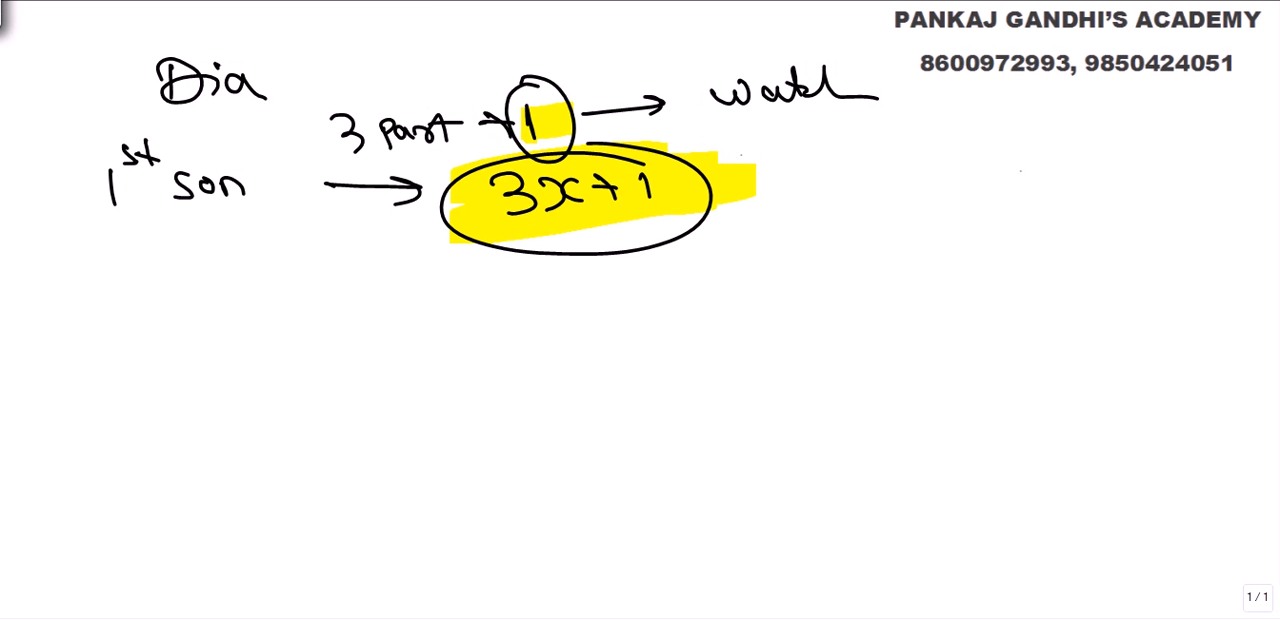 PANKAJ GANDHI'S ACADEMY
8600972993, 9850424051
Dia
3 part + 1 → watch
1st son → 3x+1
1 / 1